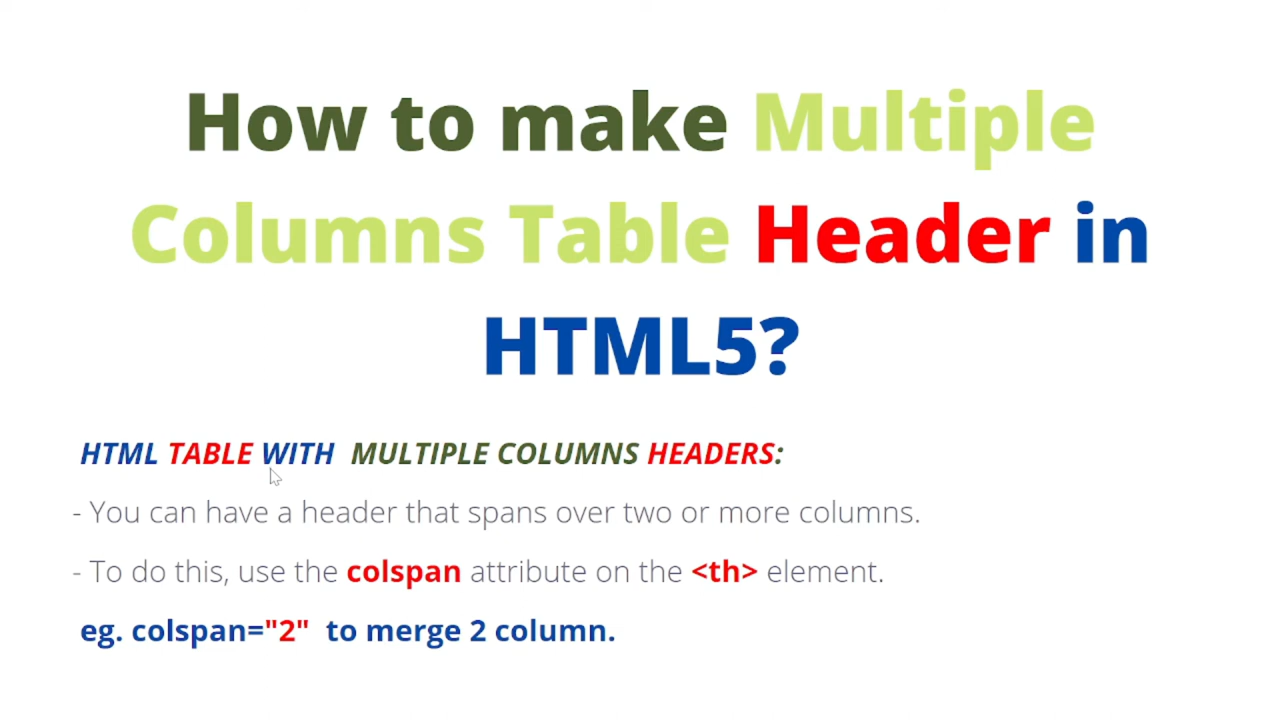 How to make Multiple
Columns Table Header in
HTML5?
HTML TABLE WITH MULTIPLE COLUMNS HEADERS:
- You can have a header that spans over two or more columns.
- To do this, use the colspan attribute on the <th> element.
eg. colspan="2" to merge 2 column.